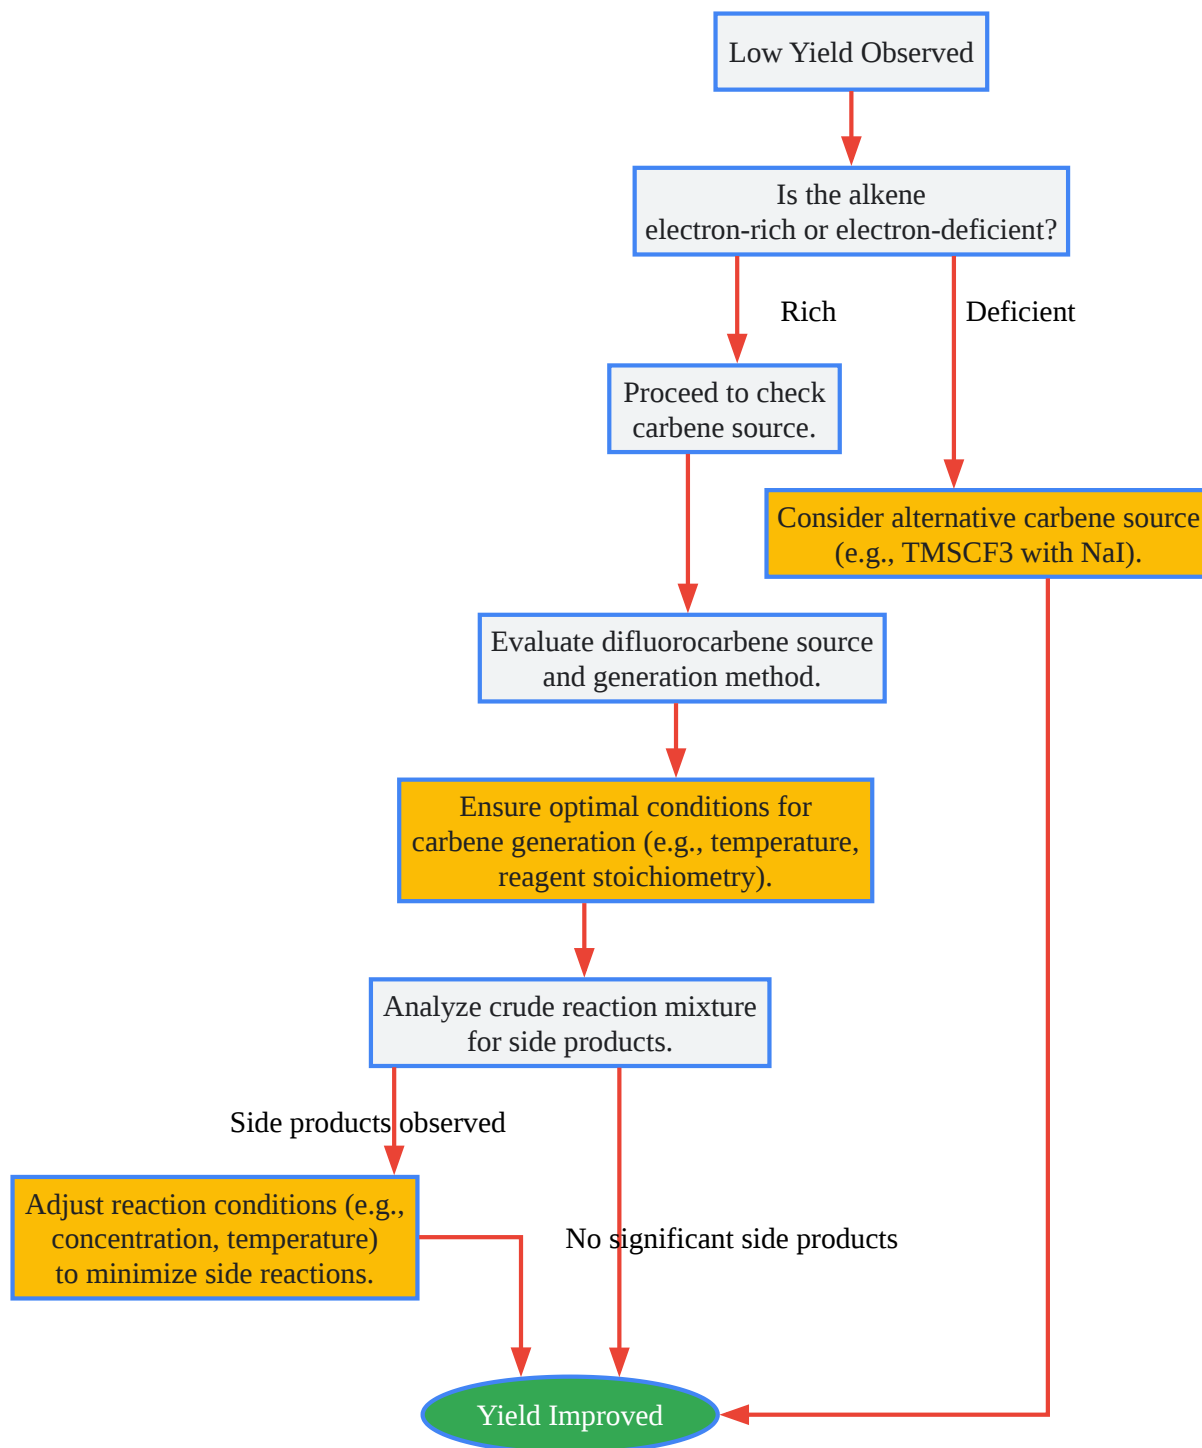 Low Yield Observed
Is the alkene
electron-rich or electron-deficient?
Rich
Deficient
Proceed to check
carbene source.
Consider alternative carbene source
(e.g., TMSCF3 with NaI).
Evaluate difluorocarbene source
and generation method.
Ensure optimal conditions for
carbene generation (e.g., temperature,
reagent stoichiometry).
Analyze crude reaction mixture
for side products.
Side products observed
Adjust reaction conditions (e.g.,
concentration, temperature)
to minimize side reactions.
No significant side products
Yield Improved